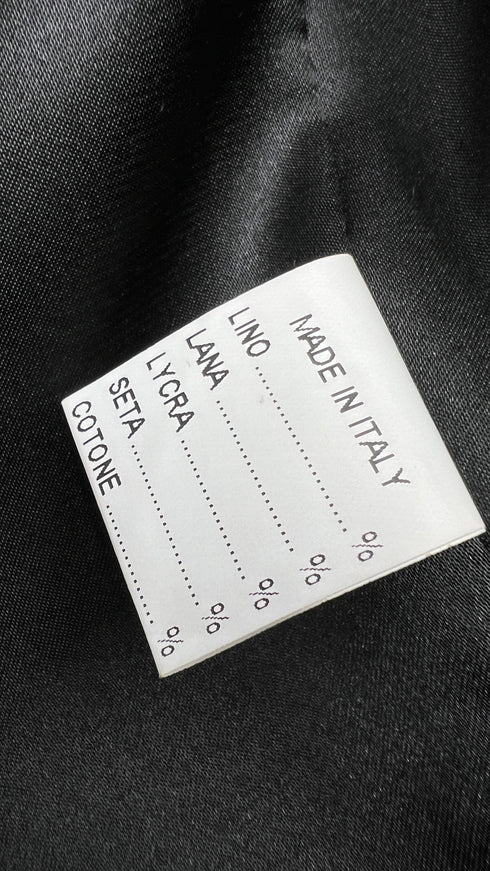 MADE IN ITALY
LINO ..................... %
LANA ..................... %
LYCRA ..................... %
SETA ..................... %
COTONE ................. %